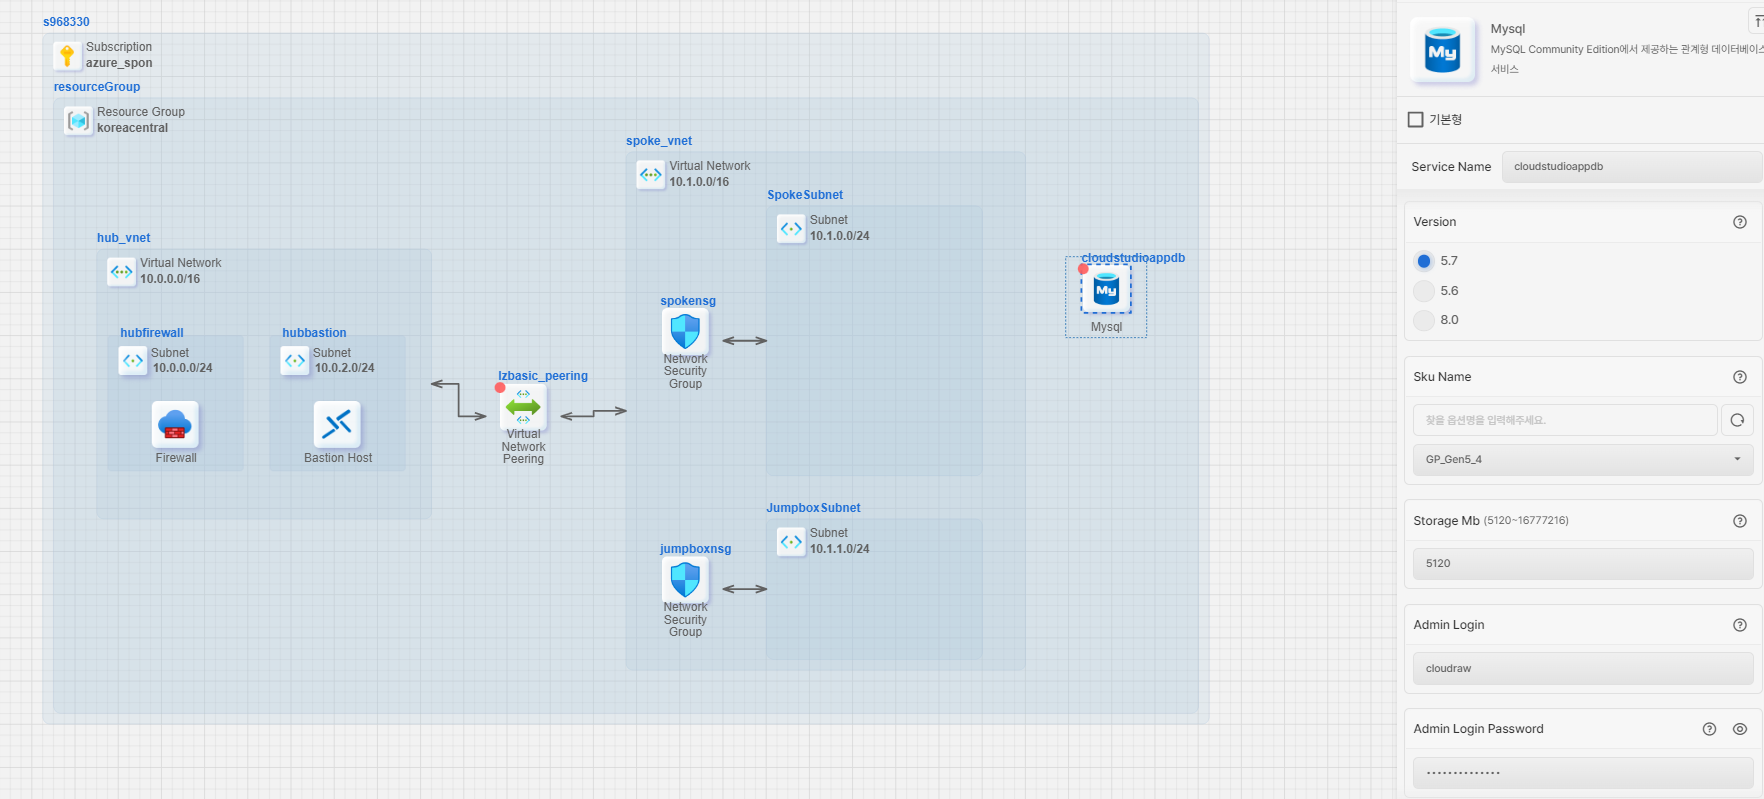 s968330
Subscription
azure_spon
resourceGroup
Resource Group
koreacentral
hub_vnet
Virtual Network
10.0.0.0/16
hubfirewall
Subnet
10.0.0.0/24
Firewall
hubbastion
Subnet
10.0.2.0/24
Bastion Host
lzbasic_peering
Virtual
Network
Peering
spoke_vnet
Virtual Network
10.1.0.0/16
SpokeSubnet
Subnet
10.1.0.0/24
spokensg
Network
Security
Group
JumpboxSubnet
Subnet
10.1.1.0/24
jumpboxnsg
Network
Security
Group
cloudstudioappdb
My
Mysql
My
Mysql
MySQL Community Edition에서 제공하는 관계형 데이터베이스
서비스
기본형
Service Name
cloudstudioappdb
Version
5.7
5.6
8.0
Sku Name
찾을 옵션명을 입력해주세요.
GP_Gen5_4
Storage Mb (5120~16777216)
5120
Admin Login
cloudraw
Admin Login Password
••••••••••••••